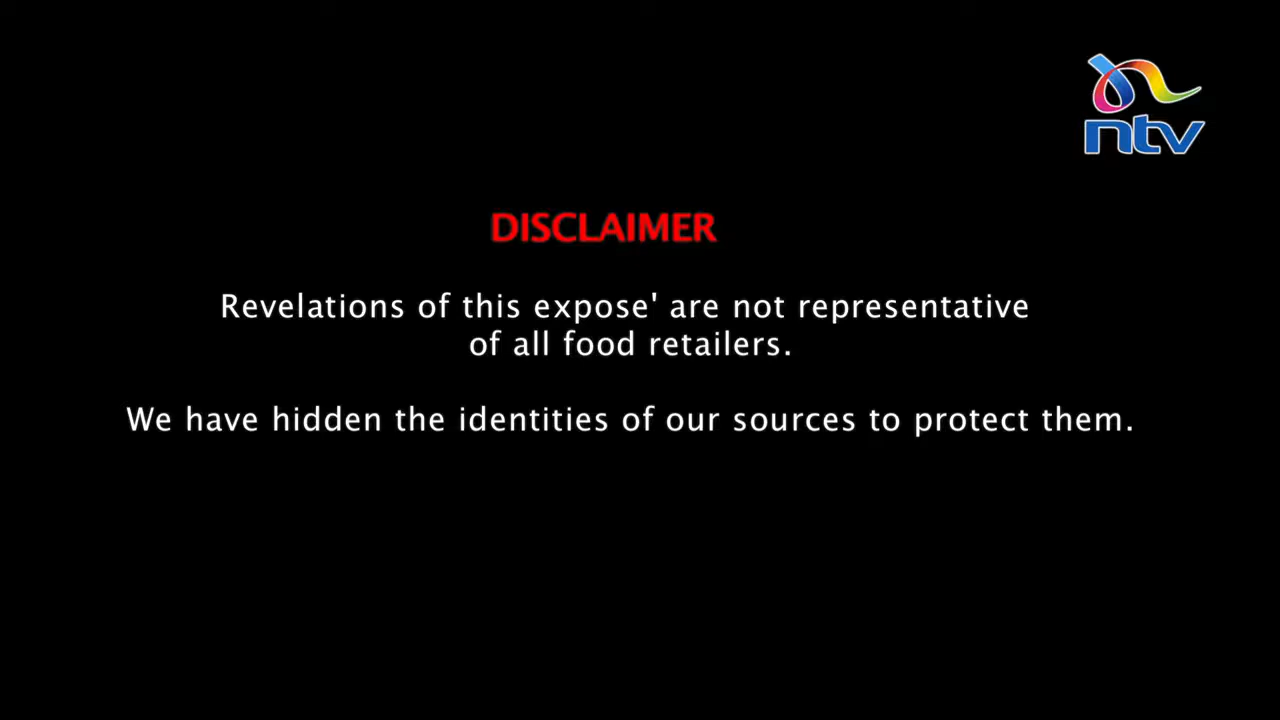 ntv
DISCLAIMER
Revelations of this expose' are not representative
of all food retailers.
We have hidden the identities of our sources to protect them.